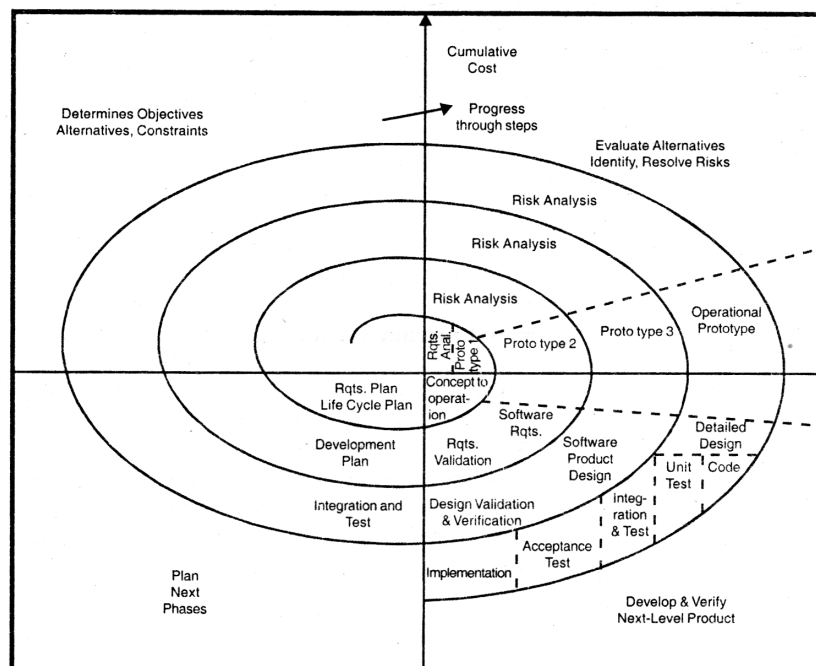 Cumulative
Cost
Determines Objectives
Alternatives, Constraints
Progress
through steps
Evaluate Alternatives
Identify, Resolve Risks
Risk Analysis
Risk Analysis
Risk Analysis
Rqts.
Anal.
Proto
type 1
Proto type 2
Proto type 3
Operational
Prototype
Rqts. Plan
Life Cycle Plan
Concept to
operat-
ion
Software
Rqts.
Detailed
Design
Development
Plan
Rqts.
Validation
Software
Product
Design
Unit
Test
Code
Integration and
Test
Design Validation
& Verification
Integ-
ration
& Test
Acceptance
Test
Implementation
Plan
Next
Phases
Develop & Verify
Next-Level Product